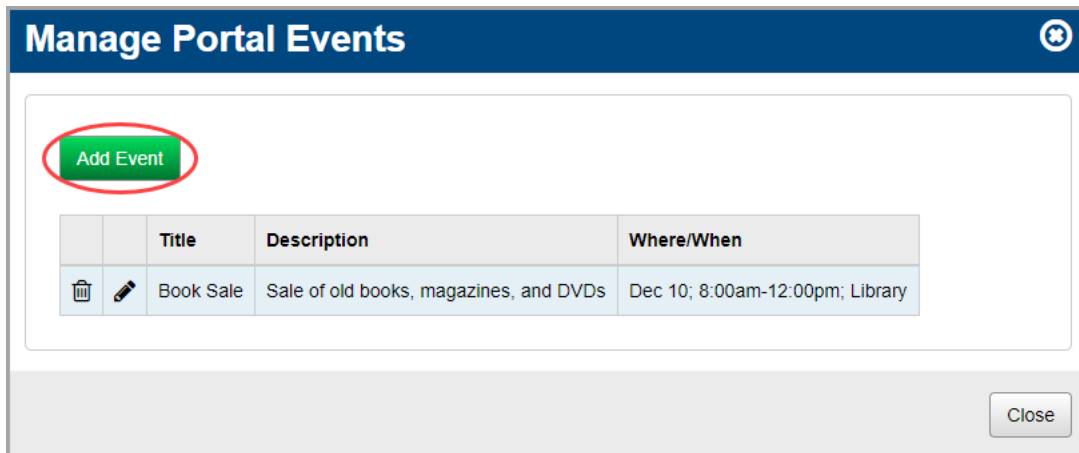 Manage Portal Events
Add Event
Title Description Where/When
Book Sale Sale of old books, magazines, and DVDs Dec 10; 8:00am-12:00pm; Library
Close